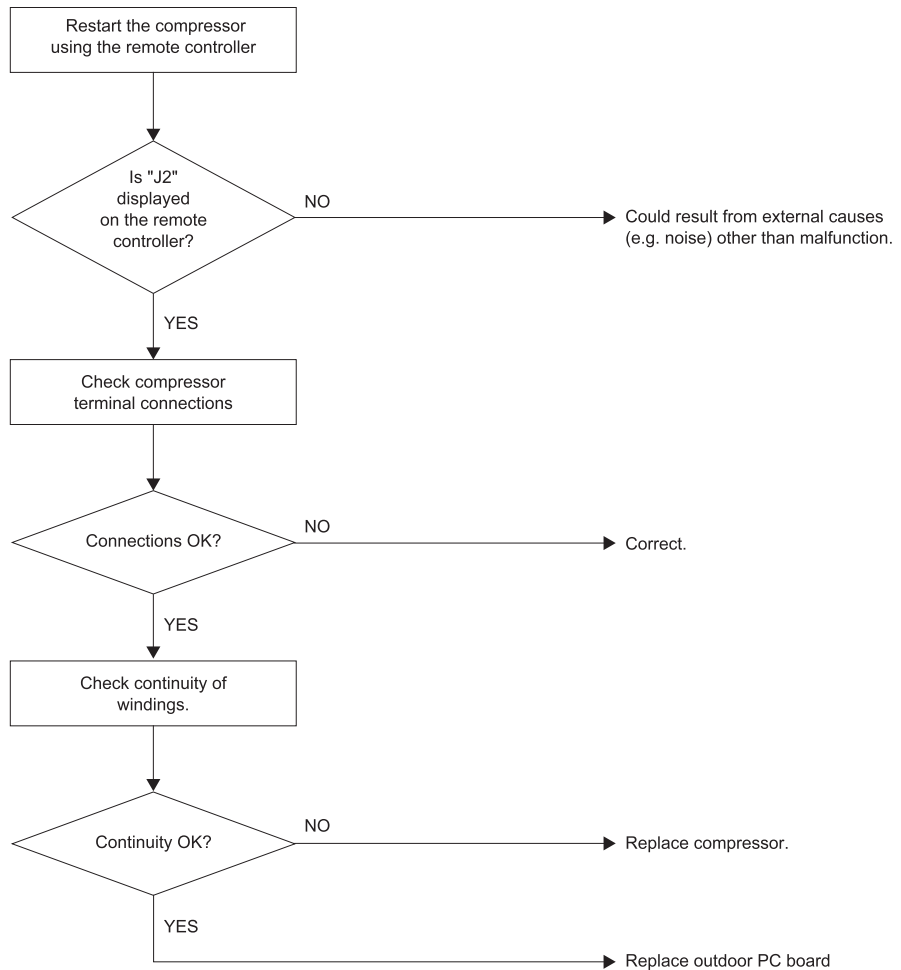 Restart the compressor
using the remote controller
Is "J2"
displayed
on the remote
controller?
NO
Could result from external causes
(e.g. noise) other than malfunction.
YES
Check compressor
terminal connections
Connections OK?
NO
Correct.
YES
Check continuity of
windings.
Continuity OK?
NO
Replace compressor.
YES
Replace outdoor PC board